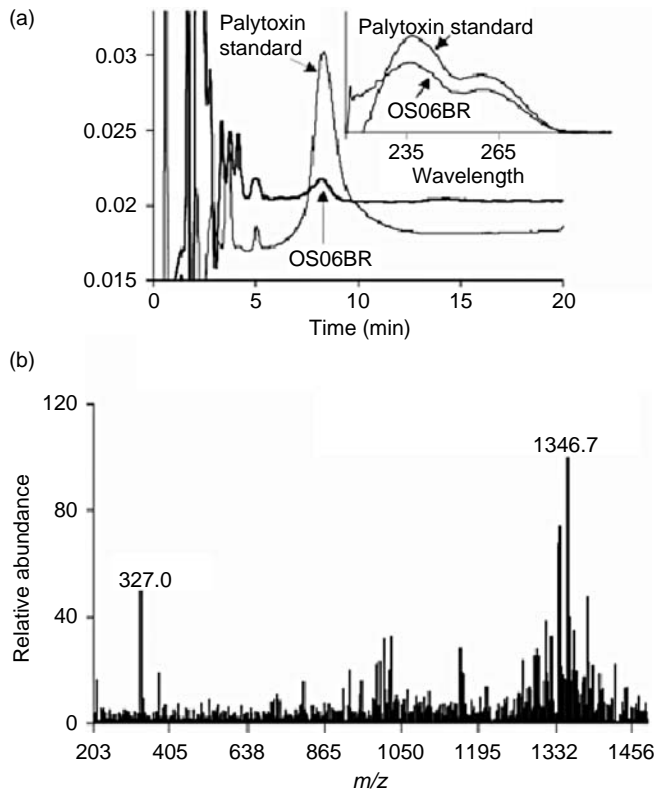 (a)
0.03
0.025
0.02
0.015
Palytoxin
standard
OS06BR
0
5
10
15
20
Time (min)
Palytoxin standard
OS06BR
235
265
Wavelength
(b)
Relative abundance
120
80
40
0
327.0
1346.7
203
405
638
865
1050
1195
1332
1456
m/z